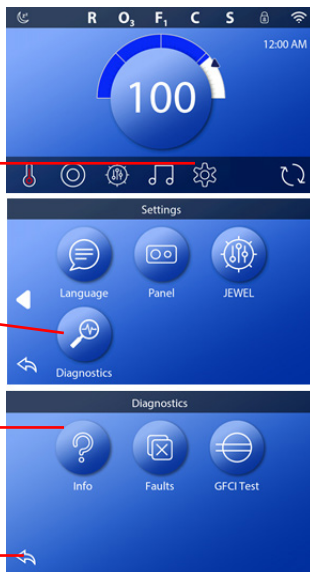 R O₃ F₁ C S
12:00 AM
100
Settings
Language Panel JEWEL
Diagnostics
Diagnostics
Info Faults GFCI Test